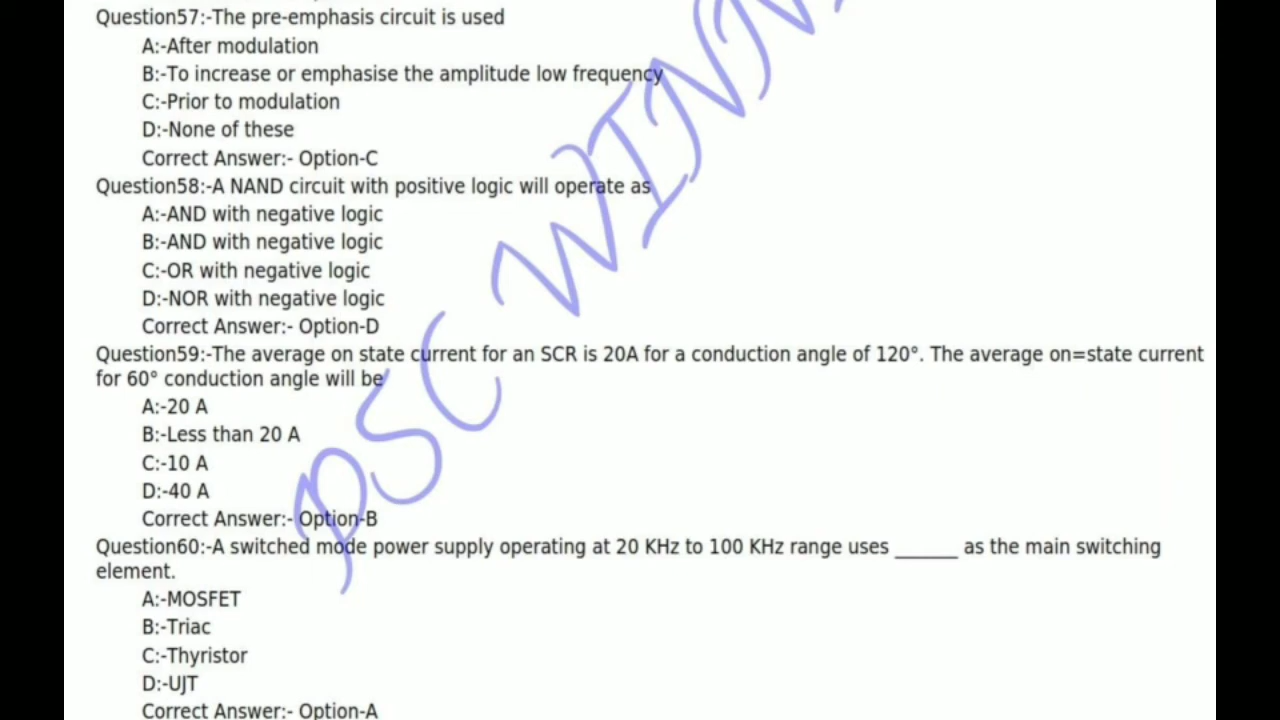 Question57:-The pre-emphasis circuit is used
A:-After modulation
B:-To increase or emphasise the amplitude low frequency
C:-Prior to modulation
D:-None of these
Correct Answer:- Option-C
Question58:-A NAND circuit with positive logic will operate as
A:-AND with negative logic
B:-AND with negative logic
C:-OR with negative logic
D:-NOR with negative logic
Correct Answer:- Option-D
Question59:-The average on state current for an SCR is 20A for a conduction angle of 120°. The average on=state current
for 60° conduction angle will be
A:-20 A
B:-Less than 20 A
C:-10 A
D:-40 A
Correct Answer:- Option-B
Question60:-A switched mode power supply operating at 20 KHz to 100 KHz range uses ______ as the main switching
element.
A:-MOSFET
B:-Triac
C:-Thyristor
D:-UJT
Correct Answer:- Option-A
PSC